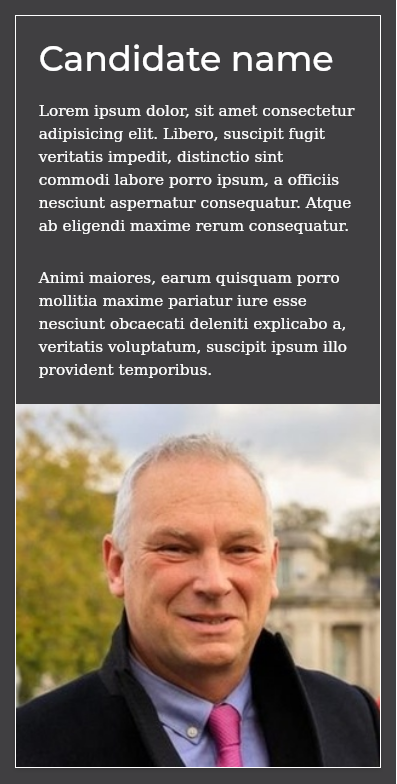 Candidate name
Lorem ipsum dolor, sit amet consectetur
adipisicing elit. Libero, suscipit fugit
veritatis impedit, distinctio sint
commodi labore porro ipsum, a officiis
nesciunt aspernatur consequatur. Atque
ab eligendi maxime rerum consequatur.
Animi maiores, earum quisquam porro
mollitia maxime pariatur iure esse
nesciunt obcaecati deleniti explicabo a,
veritatis voluptatum, suscipit ipsum illo
provident temporibus.